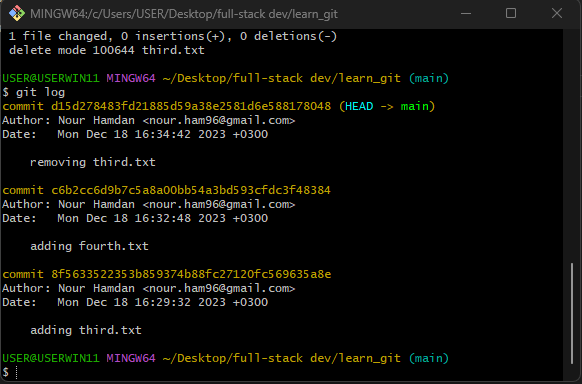 MINGW64:/c/Users/USER/Desktop/full-stack dev/learn_git
1 file changed, 0 insertions(+), 0 deletions(-)
delete mode 100644 third.txt
USER@USERWIN11 MINGW64 ~/Desktop/full-stack dev/learn_git (main)
$ git log
commit d15d278483fd21885d59a38e2581d6e588178048 (HEAD -> main)
Author: Nour Hamdan <nour.ham96@gmail.com>
Date:   Mon Dec 18 16:34:42 2023 +0300
removing third.txt
commit c6b2cc6d9b7c5a8a00bb54a3bd593cfdc3f48384
Author: Nour Hamdan <nour.ham96@gmail.com>
Date:   Mon Dec 18 16:32:48 2023 +0300
adding fourth.txt
commit 8f5633522353b859374b88fc27120fc569635a8e
Author: Nour Hamdan <nour.ham96@gmail.com>
Date:   Mon Dec 18 16:29:32 2023 +0300
adding third.txt
USER@USERWIN11 MINGW64 ~/Desktop/full-stack dev/learn_git (main)
$